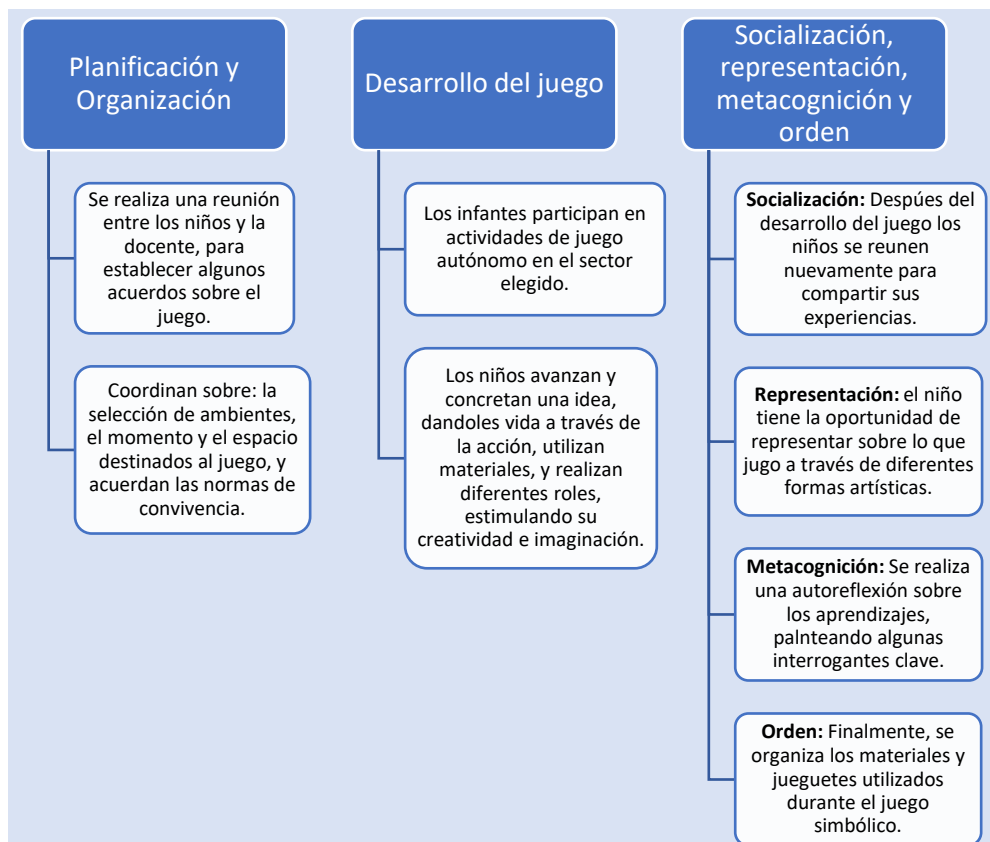 Planificación y
Organización
Se realiza una reunión
entre los niños y la
docente, para
establecer algunos
acuerdos sobre el
juego.
Coordinan sobre: la
selección de ambientes,
el momento y el espacio
destinados al juego, y
acuerdan las normas de
convivencia.
Desarrollo del juego
Los infantes participan en
actividades de juego
autónomo en el sector
elegido.
Los niños avanzan y
concretan una idea,
dandoles vida a través de
la acción, utilizan
materiales, y realizan
diferentes roles,
estimulando su
creatividad e imaginación.
Socialización,
representación,
metacognición y
orden
Socialización: Despúes del
desarrollo del juego los
niños se reunen
nuevamente para
compartir sus
experiencias.
Representación: el niño
tiene la oportunidad de
representar sobre lo que
jugo a través de diferentes
formas artísticas.
Metacognición: Se realiza
una autoreflexión sobre
los aprendizajes,
palnteando algunas
interrogantes clave.
Orden: Finalmente, se
organiza los materiales y
jueguetes utilizados
durante el juego
simbólico.